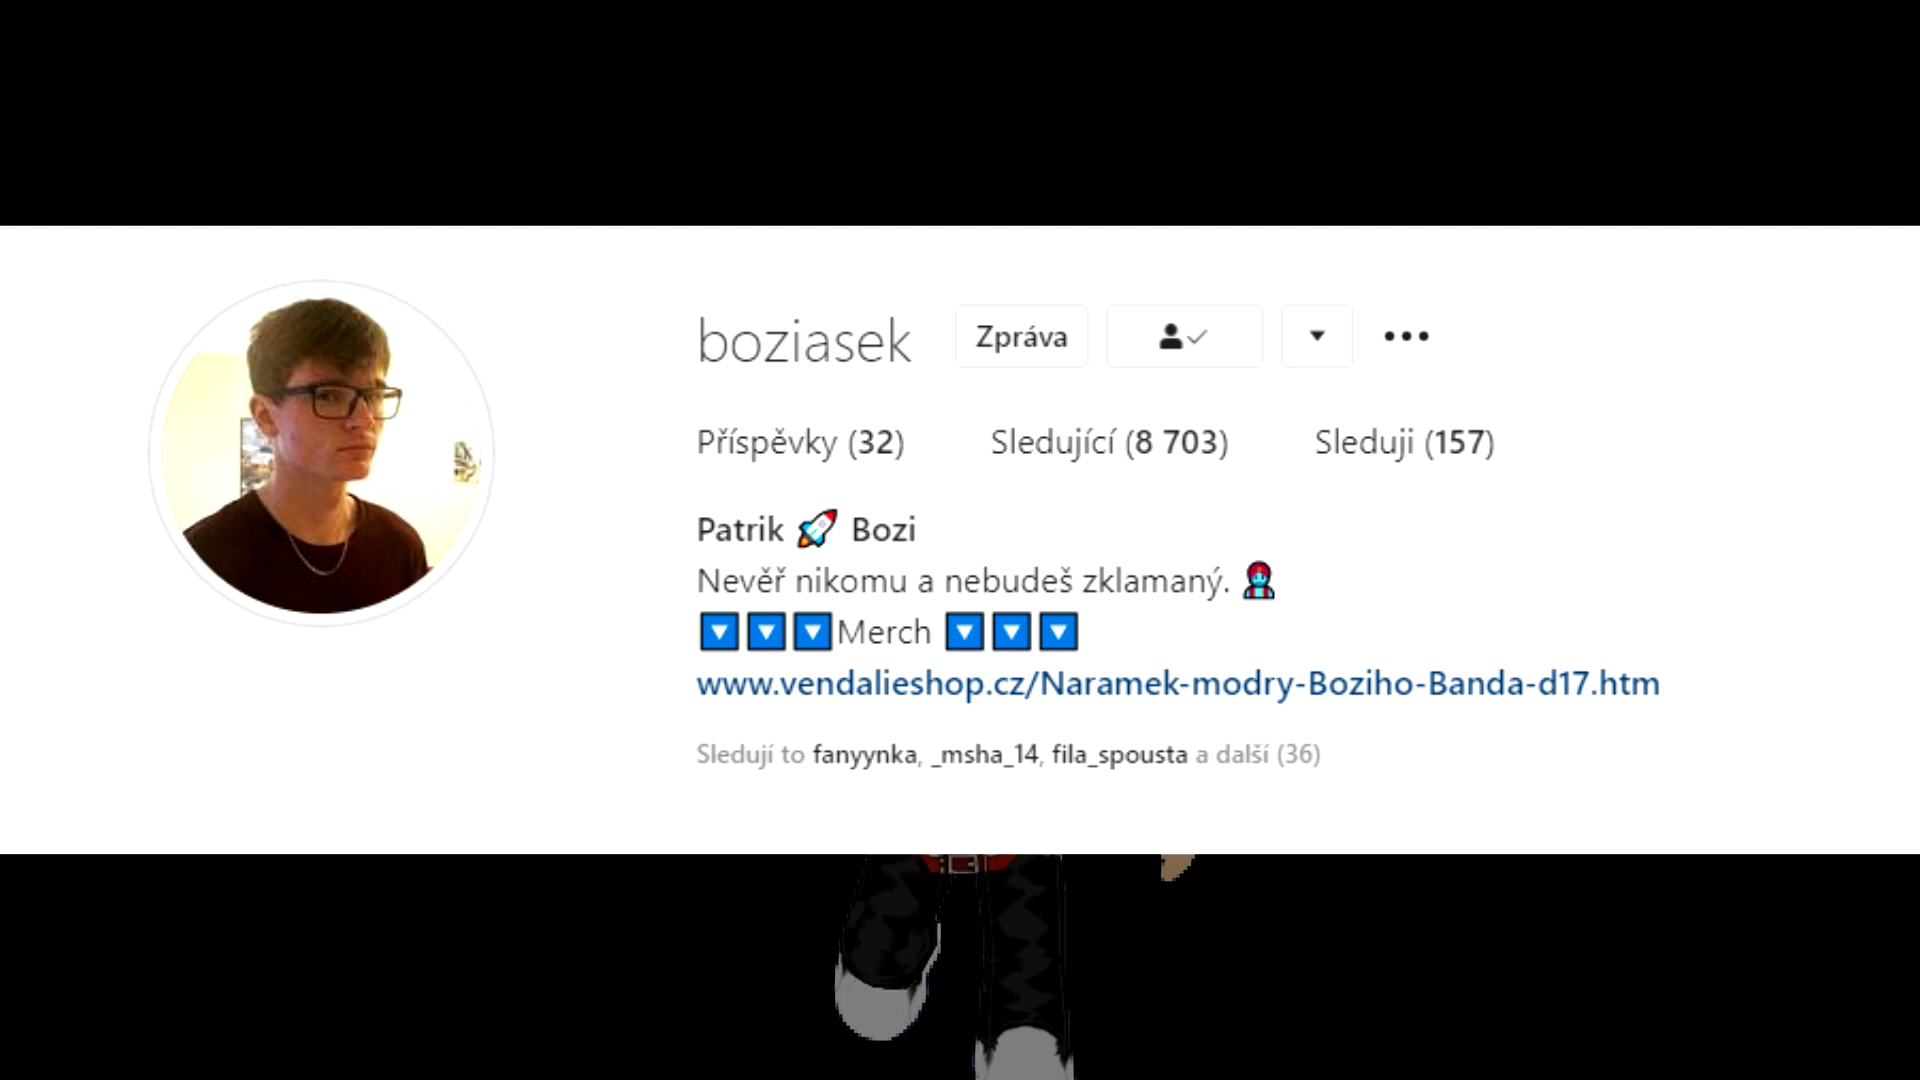 boziasek Zpráva
Příspěvky (32) Sledující (8 703) Sleduji (157)
Patrik 🚀 Bozi
Nevěř nikomu a nebudeš zklamaný.
🔽🔽🔽Merch 🔽🔽🔽
www.vendalieshop.cz/Naramek-modry-Boziho-Banda-d17.htm
Sledují to fanyynka, _msha_14, fila_spousta a další (36)